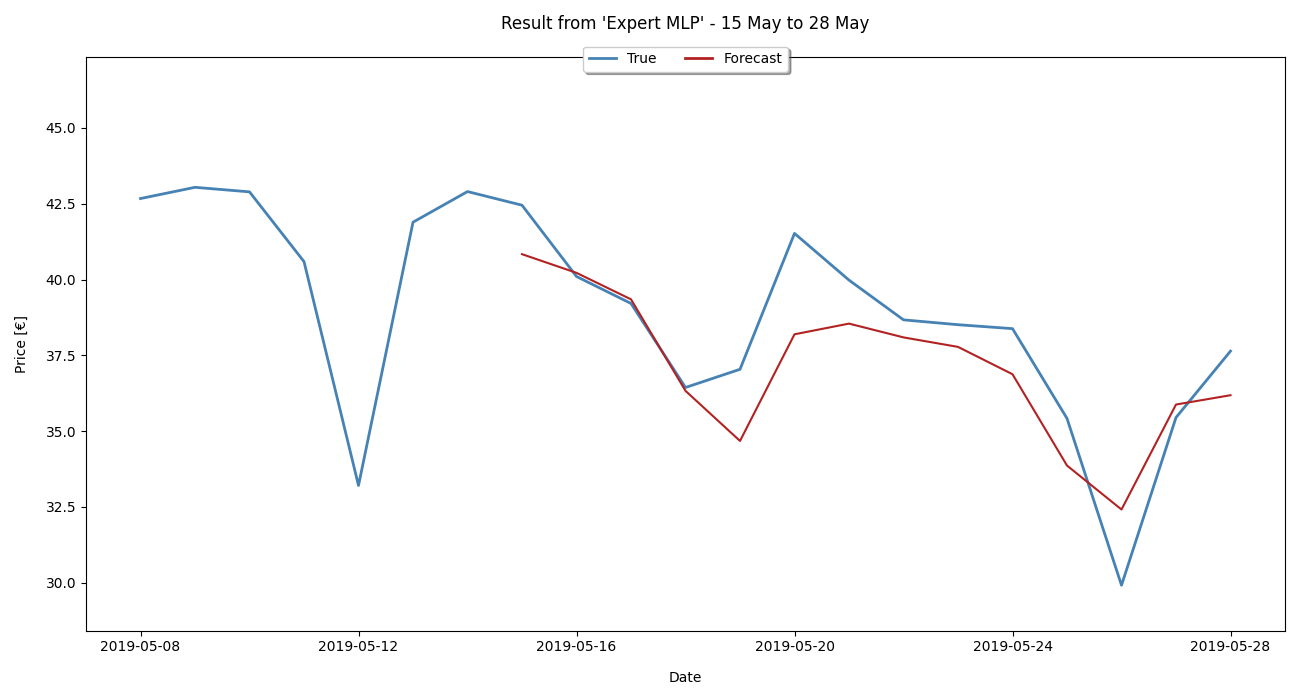 Result from 'Expert MLP' - 15 May to 28 May
True Forecast
45.0
42.5
40.0
37.5
35.0
32.5
30.0
Price [€]
2019-05-08 2019-05-12 2019-05-16 2019-05-20 2019-05-24 2019-05-28
Date